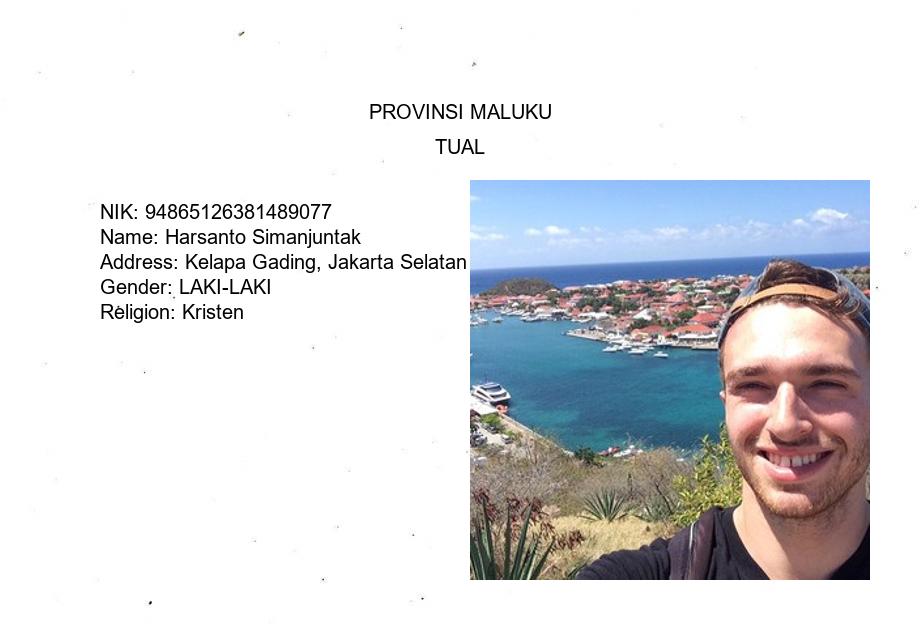 PROVINSI MALUKU
TUAL
NIK: 94865126381489077
Name: Harsanto Simanjuntak
Address: Kelapa Gading, Jakarta Selatan
Gender: LAKI-LAKI
Religion: Kristen